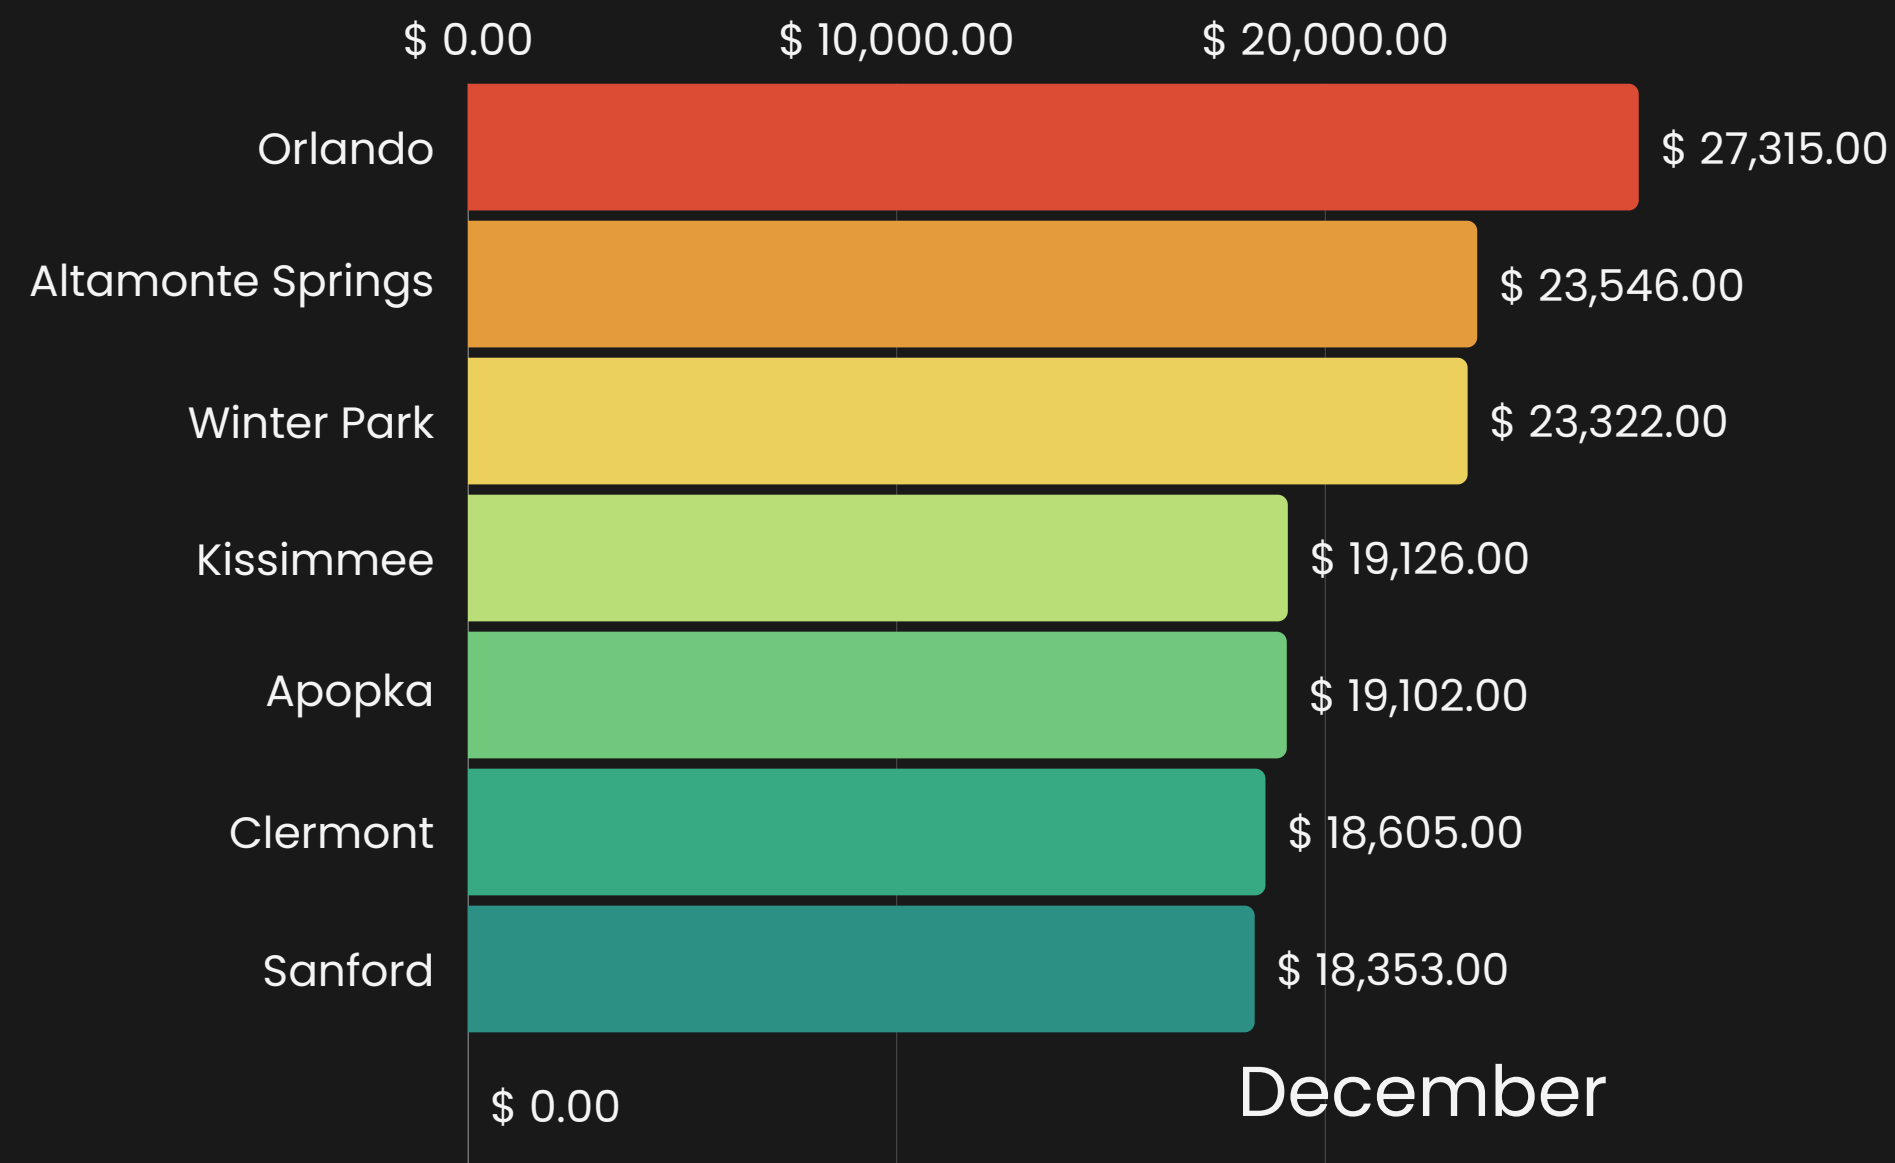 $ 0.00 $ 10,000.00 $ 20,000.00
Orlando $ 27,315.00
Altamonte Springs $ 23,546.00
Winter Park $ 23,322.00
Kissimmee $ 19,126.00
Apopka $ 19,102.00
Clermont $ 18,605.00
Sanford $ 18,353.00
$ 0.00
December